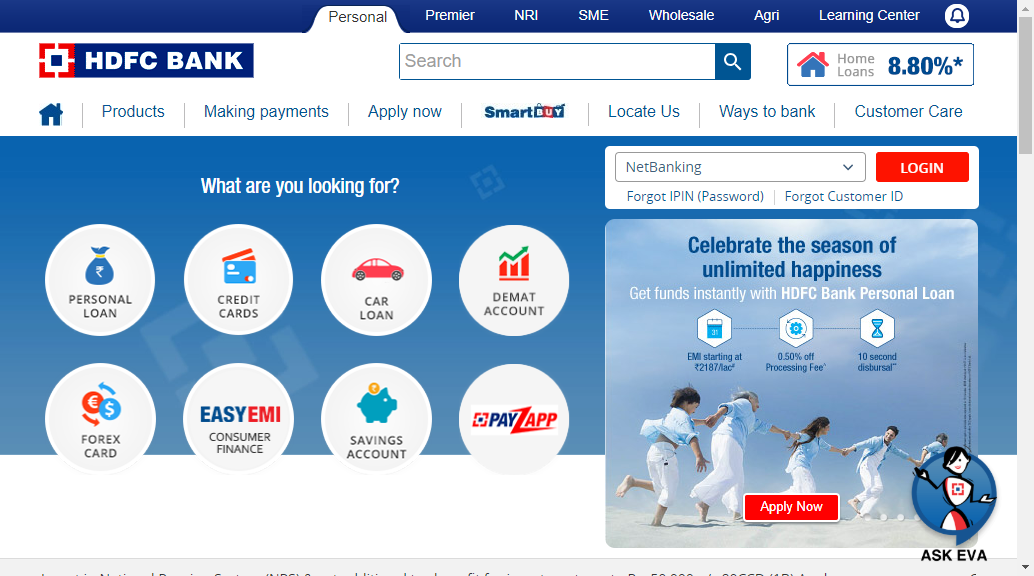 Personal
Premier
NRI
SME
Wholesale
Agri
Learning Center
HDFC BANK
Search
Home
Loans
8.80%*
Products
Making payments
Apply now
SmartBUY
Locate Us
Ways to bank
Customer Care
What are you looking for?
PERSONAL
LOAN
CREDIT
CARDS
CAR
LOAN
DEMAT
ACCOUNT
FOREX
CARD
EASYEMI
CONSUMER
FINANCE
SAVINGS
ACCOUNT
PAYZAPP
NetBanking
LOGIN
Forgot IPIN (Password)
Forgot Customer ID
Celebrate the season of
unlimited happiness
Get funds instantly with HDFC Bank Personal Loan
31
EMI starting at
₹2187/lac#
0.50% off
Processing Fee^
10 second
disbursal**
Apply Now
ASK EVA